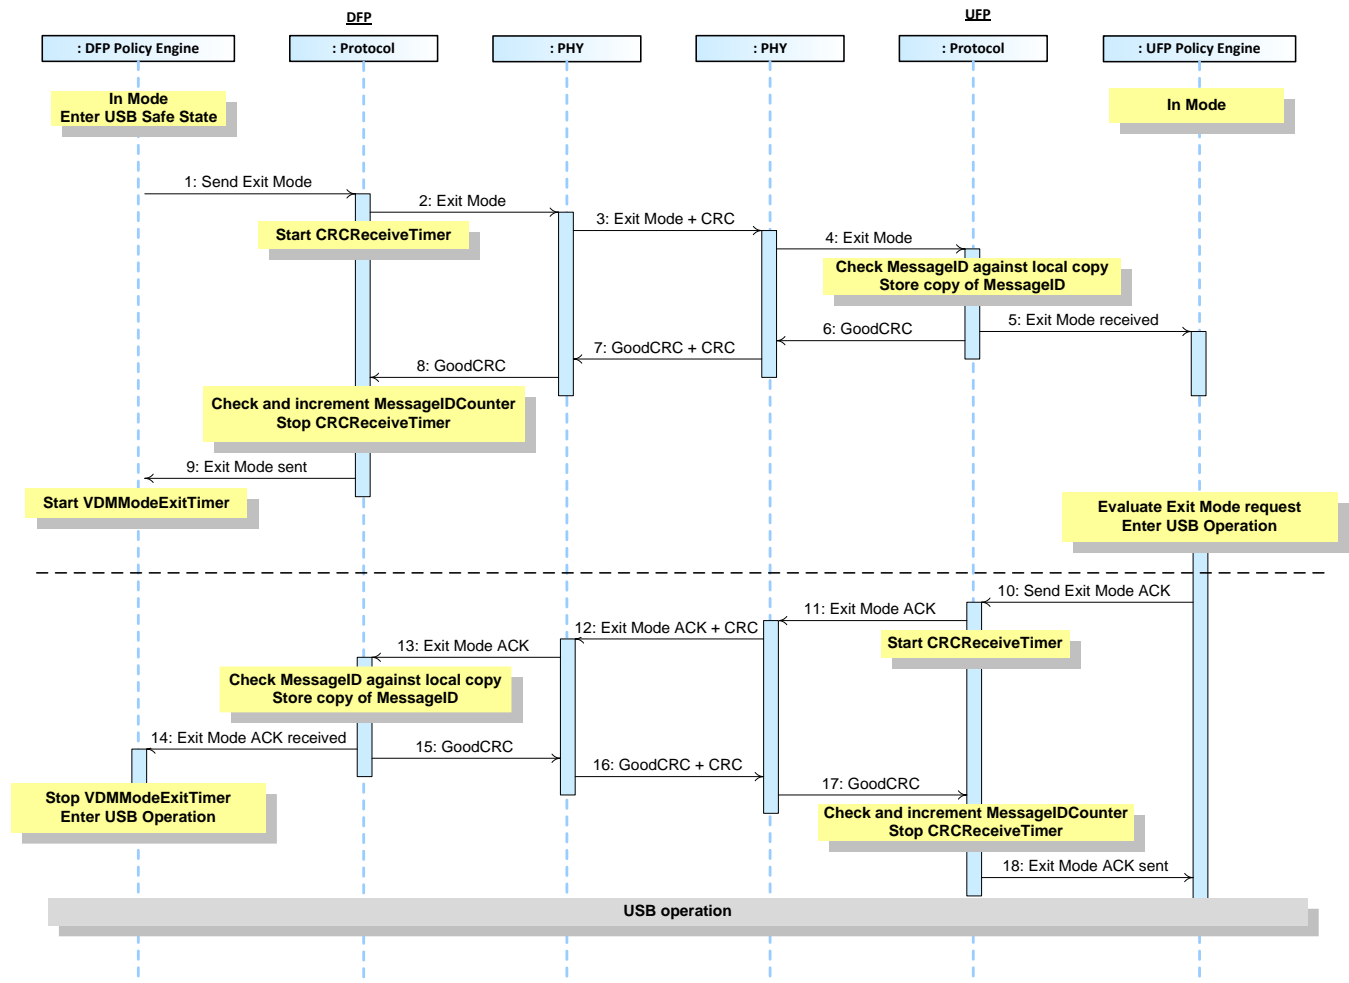 DFP
UFP
: DFP Policy Engine
: Protocol
: PHY
: PHY
: Protocol
: UFP Policy Engine
In Mode
Enter USB Safe State
In Mode
1: Send Exit Mode
2: Exit Mode
3: Exit Mode + CRC
Start CRCReceiveTimer
4: Exit Mode
Check MessageID against local copy
Store copy of MessageID
5: Exit Mode received
6: GoodCRC
7: GoodCRC + CRC
8: GoodCRC
Check and increment MessageIDCounter
Stop CRCReceiveTimer
9: Exit Mode sent
Start VDMModeExitTimer
Evaluate Exit Mode request
Enter USB Operation
10: Send Exit Mode ACK
11: Exit Mode ACK
12: Exit Mode ACK + CRC
Start CRCReceiveTimer
13: Exit Mode ACK
Check MessageID against local copy
Store copy of MessageID
14: Exit Mode ACK received
15: GoodCRC
16: GoodCRC + CRC
17: GoodCRC
Stop VDMModeExitTimer
Enter USB Operation
Check and increment MessageIDCounter
Stop CRCReceiveTimer
18: Exit Mode ACK sent
USB operation